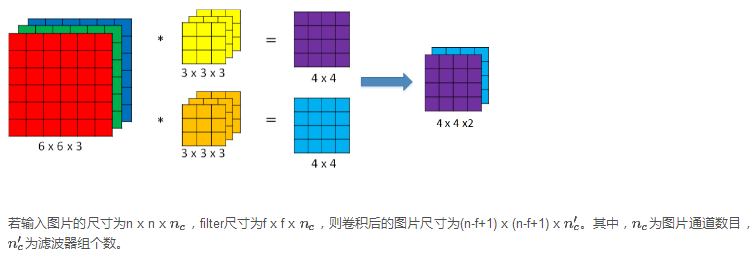 * 3 x 3 x 3 = 4 x 4
6 x 6 x 3
* 3 x 3 x 3 = 4 x 4
4 x 4 x2
若输入图片的尺寸为n x n x n_c，filter尺寸为f x f x n_c，则卷积后的图片尺寸为(n-f+1) x (n-f+1) x n′_c。其中，n_c为图片通道数目，
n′_c为滤波器组个数。